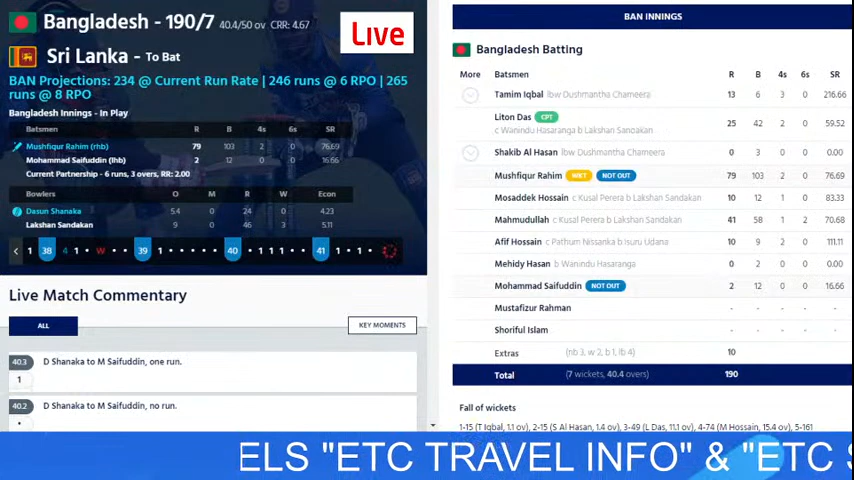 Bangladesh - 190/7 40.4/50 ov CRR: 4.67
Live
Sri Lanka - To Bat
BAN Projections: 234 @ Current Run Rate | 246 runs @ 6 RPO | 265
runs @ 8 RPO
Bangladesh Innings - In Play
Batsmen R B 4s 6s SR
Mushfiqur Rahim (rhb) 79 103 2 0 76.69
Mohammad Saifuddin (lhb) 2 12 0 0 16.66
Current Partnership - 6 runs, 3 overs, RR: 2.00
Bowlers O M R W Econ
Dasun Shanaka 5.4 0 24 0 4.23
Lakshan Sandakan 9 0 46 3 5.11
< 1 38 4 1 • W • • 39 1 • • • • • 40 • 1 1 1 • • 41 1 • 1 •
Live Match Commentary
ALL KEY MOMENTS
40.3 D Shanaka to M Saifuddin, one run.
1
40.2 D Shanaka to M Saifuddin, no run.
•
BAN INNINGS
Bangladesh Batting
More Batsmen R B 4s 6s SR
Tamim Iqbal lbw Dushmantha Chameera 13 6 3 0 216.66
Liton Das CPT
c Wanindu Hasaranga b Lakshan Sandakan 25 42 2 0 59.52
Shakib Al Hasan lbw Dushmantha Chameera 0 3 0 0 0.00
Mushfiqur Rahim WKT NOT OUT 79 103 2 0 76.69
Mosaddek Hossain c Kusal Perera b Lakshan Sandakan 10 12 1 0 83.33
Mahmudullah c Kusal Perera b Lakshan Sandakan 41 58 1 2 70.68
Afif Hossain c Pathum Nissanka b Isuru Udana 10 9 2 0 111.11
Mehidy Hasan b Wanindu Hasaranga 0 2 0 0 0.00
Mohammad Saifuddin NOT OUT 2 12 0 0 16.66
Mustafizur Rahman - - - - -
Shoriful Islam - - - - -
Extras (nb 3, w 2, b 1, lb 4) 10
Total (7 wickets, 40.4 overs) 190
Fall of wickets
1-15 (T Iqbal, 1.1 ov), 2-15 (S Al Hasan, 1.4 ov), 3-49 (L Das, 11.1 ov), 4-74 (M Hossain, 15.4 ov), 5-161
ELS "ETC TRAVEL INFO" & "ETC S